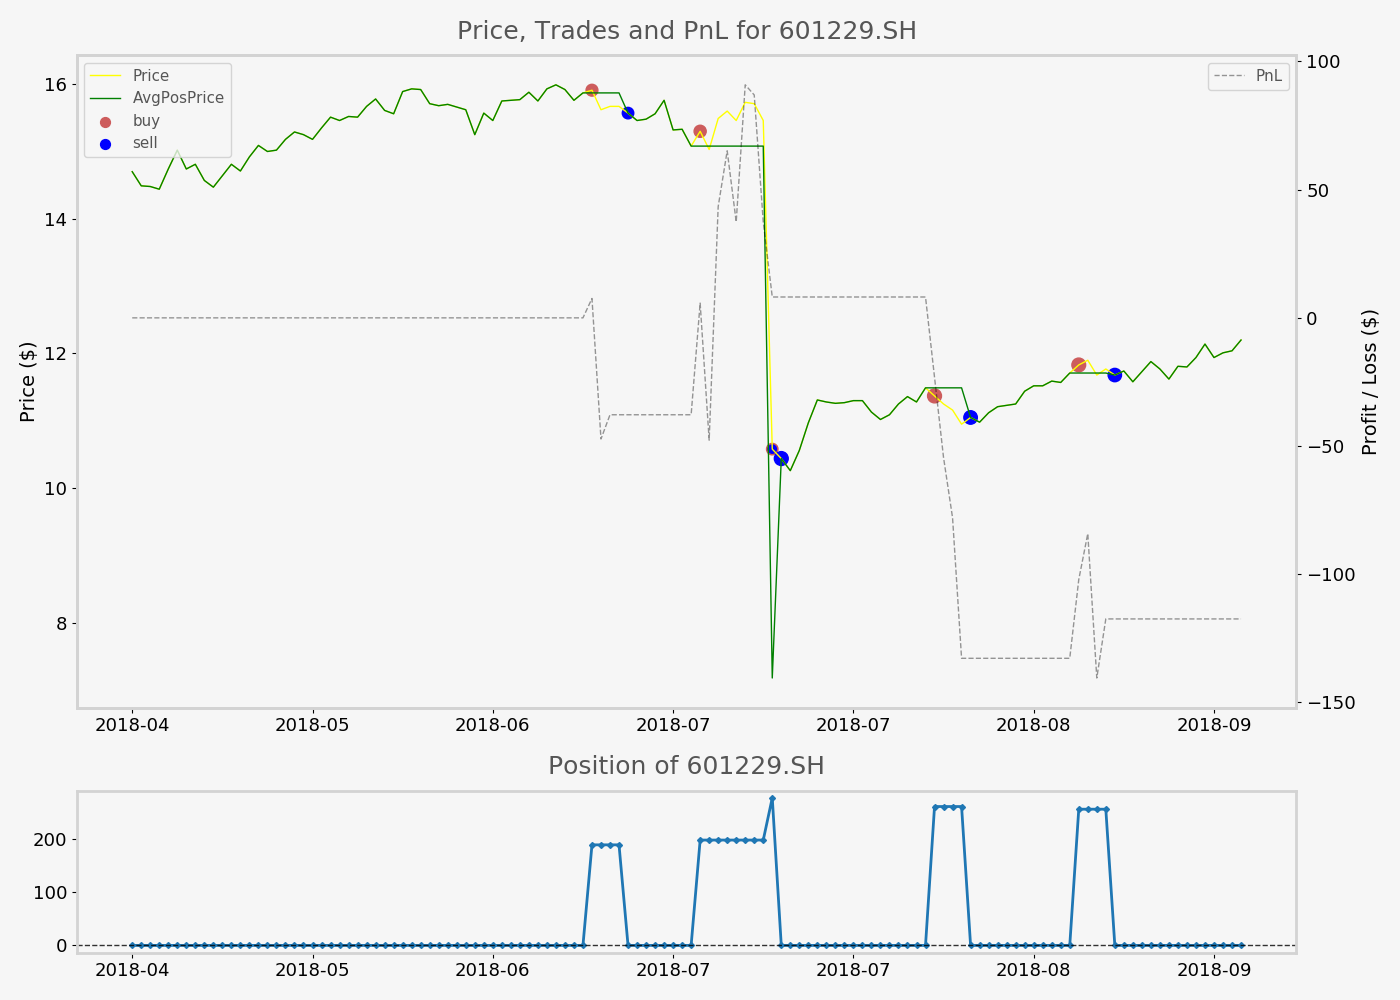 Price, Trades and PnL for 601229.SH
Price
AvgPosPrice
buy
sell
PnL
16
14
12
10
8
Price ($)
100
50
0
−50
−100
−150
Profit / Loss ($)
2018-04 2018-05 2018-06 2018-07 2018-07 2018-08 2018-09
Position of 601229.SH
200
100
0
2018-04 2018-05 2018-06 2018-07 2018-07 2018-08 2018-09